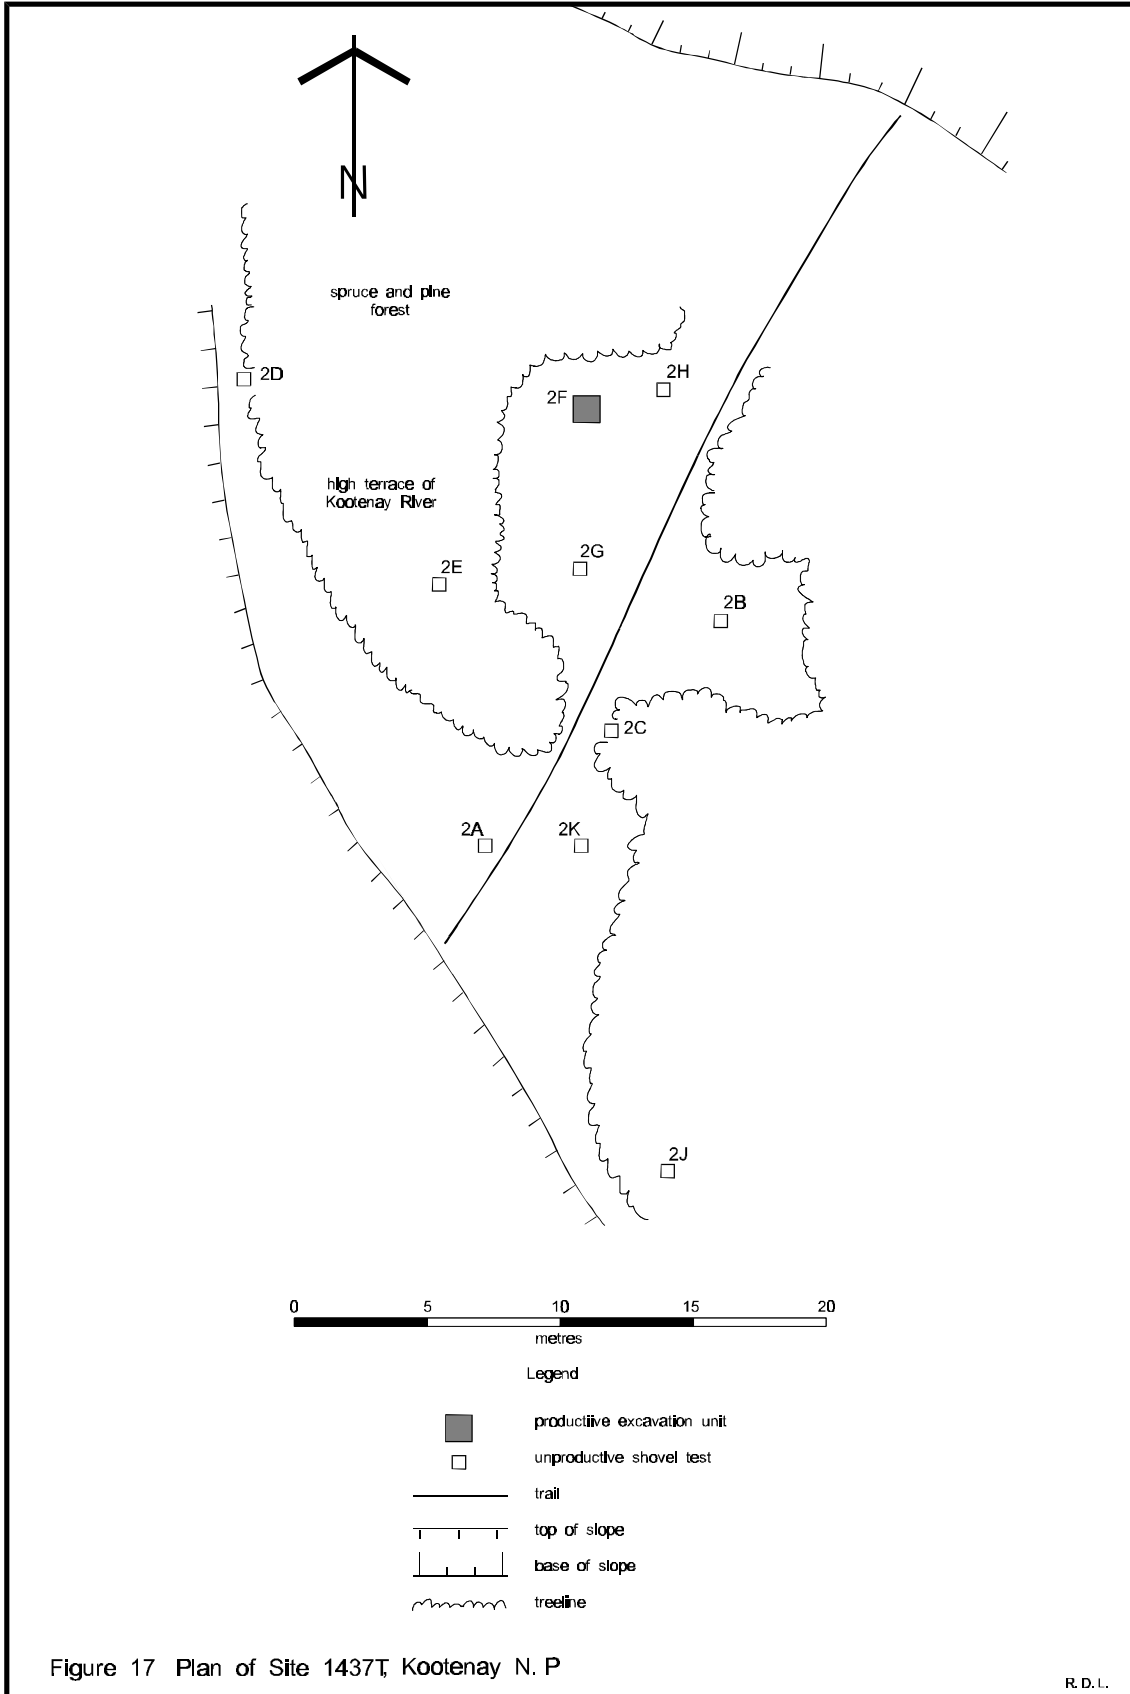 N
spruce and pine
forest
2D
2H
2F
high terrace of
Kootenay River
2G
2E
2B
2C
2A
2K
2J
0 5 10 15 20
metres
Legend
productiive excavation unit
unproductive shovel test
trail
top of slope
base of slope
treeline
Figure 17 Plan of Site 1437T, Kootenay N. P
R. D. L.